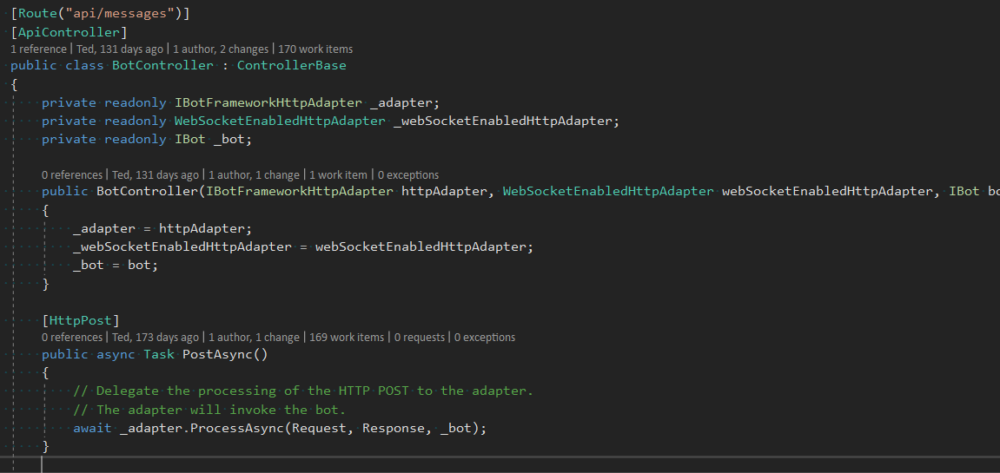 [Route("api/messages")]
[ApiController]
1 reference | Ted, 131 days ago | 1 author, 2 changes | 170 work items
public class BotController : ControllerBase
{
private readonly IBotFrameworkHttpAdapter _adapter;
private readonly WebSocketEnabledHttpAdapter _webSocketEnabledHttpAdapter;
private readonly IBot _bot;
0 references | Ted, 131 days ago | 1 author, 1 change | 1 work item | 0 exceptions
public BotController(IBotFrameworkHttpAdapter httpAdapter, WebSocketEnabledHttpAdapter webSocketEnabledHttpAdapter, IBot bo
{
_adapter = httpAdapter;
_webSocketEnabledHttpAdapter = webSocketEnabledHttpAdapter;
_bot = bot;
}
[HttpPost]
0 references | Ted, 173 days ago | 1 author, 1 change | 169 work items | 0 requests | 0 exceptions
public async Task PostAsync()
{
// Delegate the processing of the HTTP POST to the adapter.
// The adapter will invoke the bot.
await _adapter.ProcessAsync(Request, Response, _bot);
}